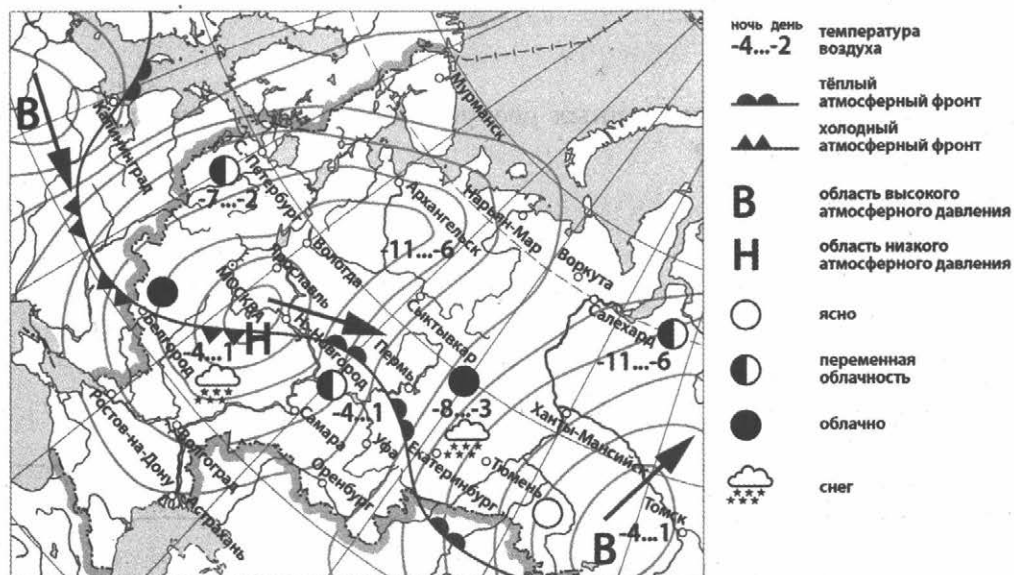 В
Калининград
С.-Петербург
-7...-2
Мурманск
Архангельск
Нарьян-Мар
-11...-6
Вологда
Ярославль
МОСКВА
Воркута
Салехард
-11...-6
Сыктывкар
Белгород
-4...1
Н
Н. Новгород
Пермь
-4...1
-8...-3
Самара
Уфа
Екатеринбург
Тюмень
Ханты-Мансийск
Томск
Ростов-на-Дону
Волгоград
Астрахань
Оренбург
В
-4...1
ночь день
-4...-2
температура
воздуха
тёплый
атмосферный фронт
холодный
атмосферный фронт
В
область высокого
атмосферного давления
Н
область низкого
атмосферного давления
ясно
переменная
облачность
облачно
снег